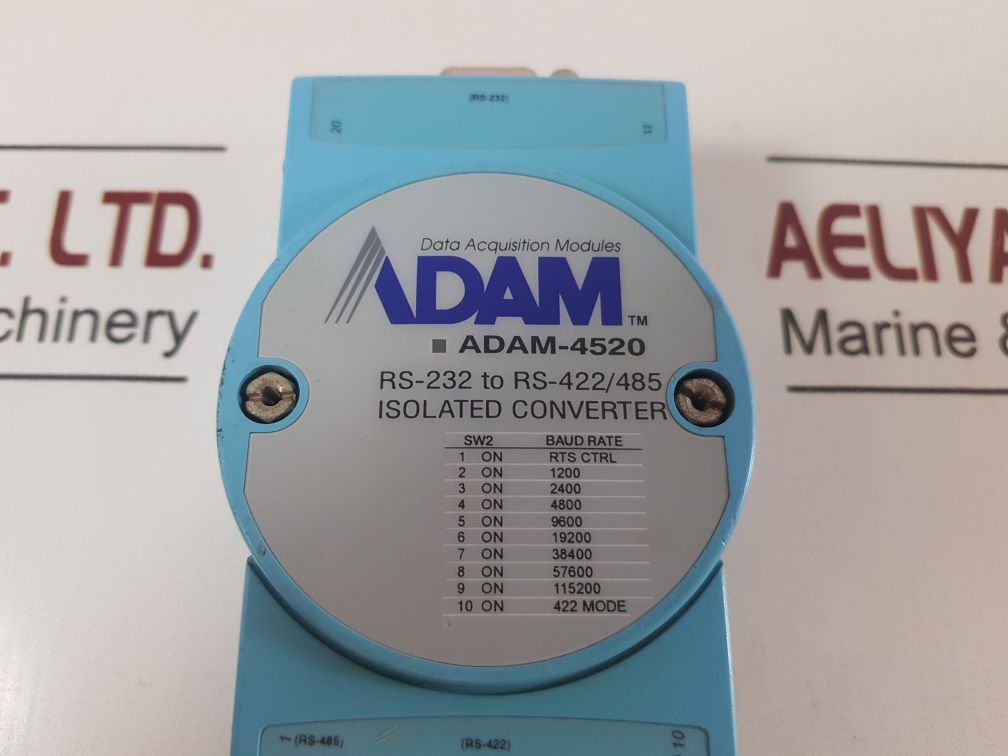 (RS-232)
20 11
. LTD.
chinery
AELIYA
Marine &
Data Acquisition Modules
ADAM™
■ ADAM-4520
RS-232 to RS-422/485
ISOLATED CONVERTER
SW2 BAUD RATE
1 ON RTS CTRL
2 ON 1200
3 ON 2400
4 ON 4800
5 ON 9600
6 ON 19200
7 ON 38400
8 ON 57600
9 ON 115200
10 ON 422 MODE
1 (RS-485) (RS-422) 10